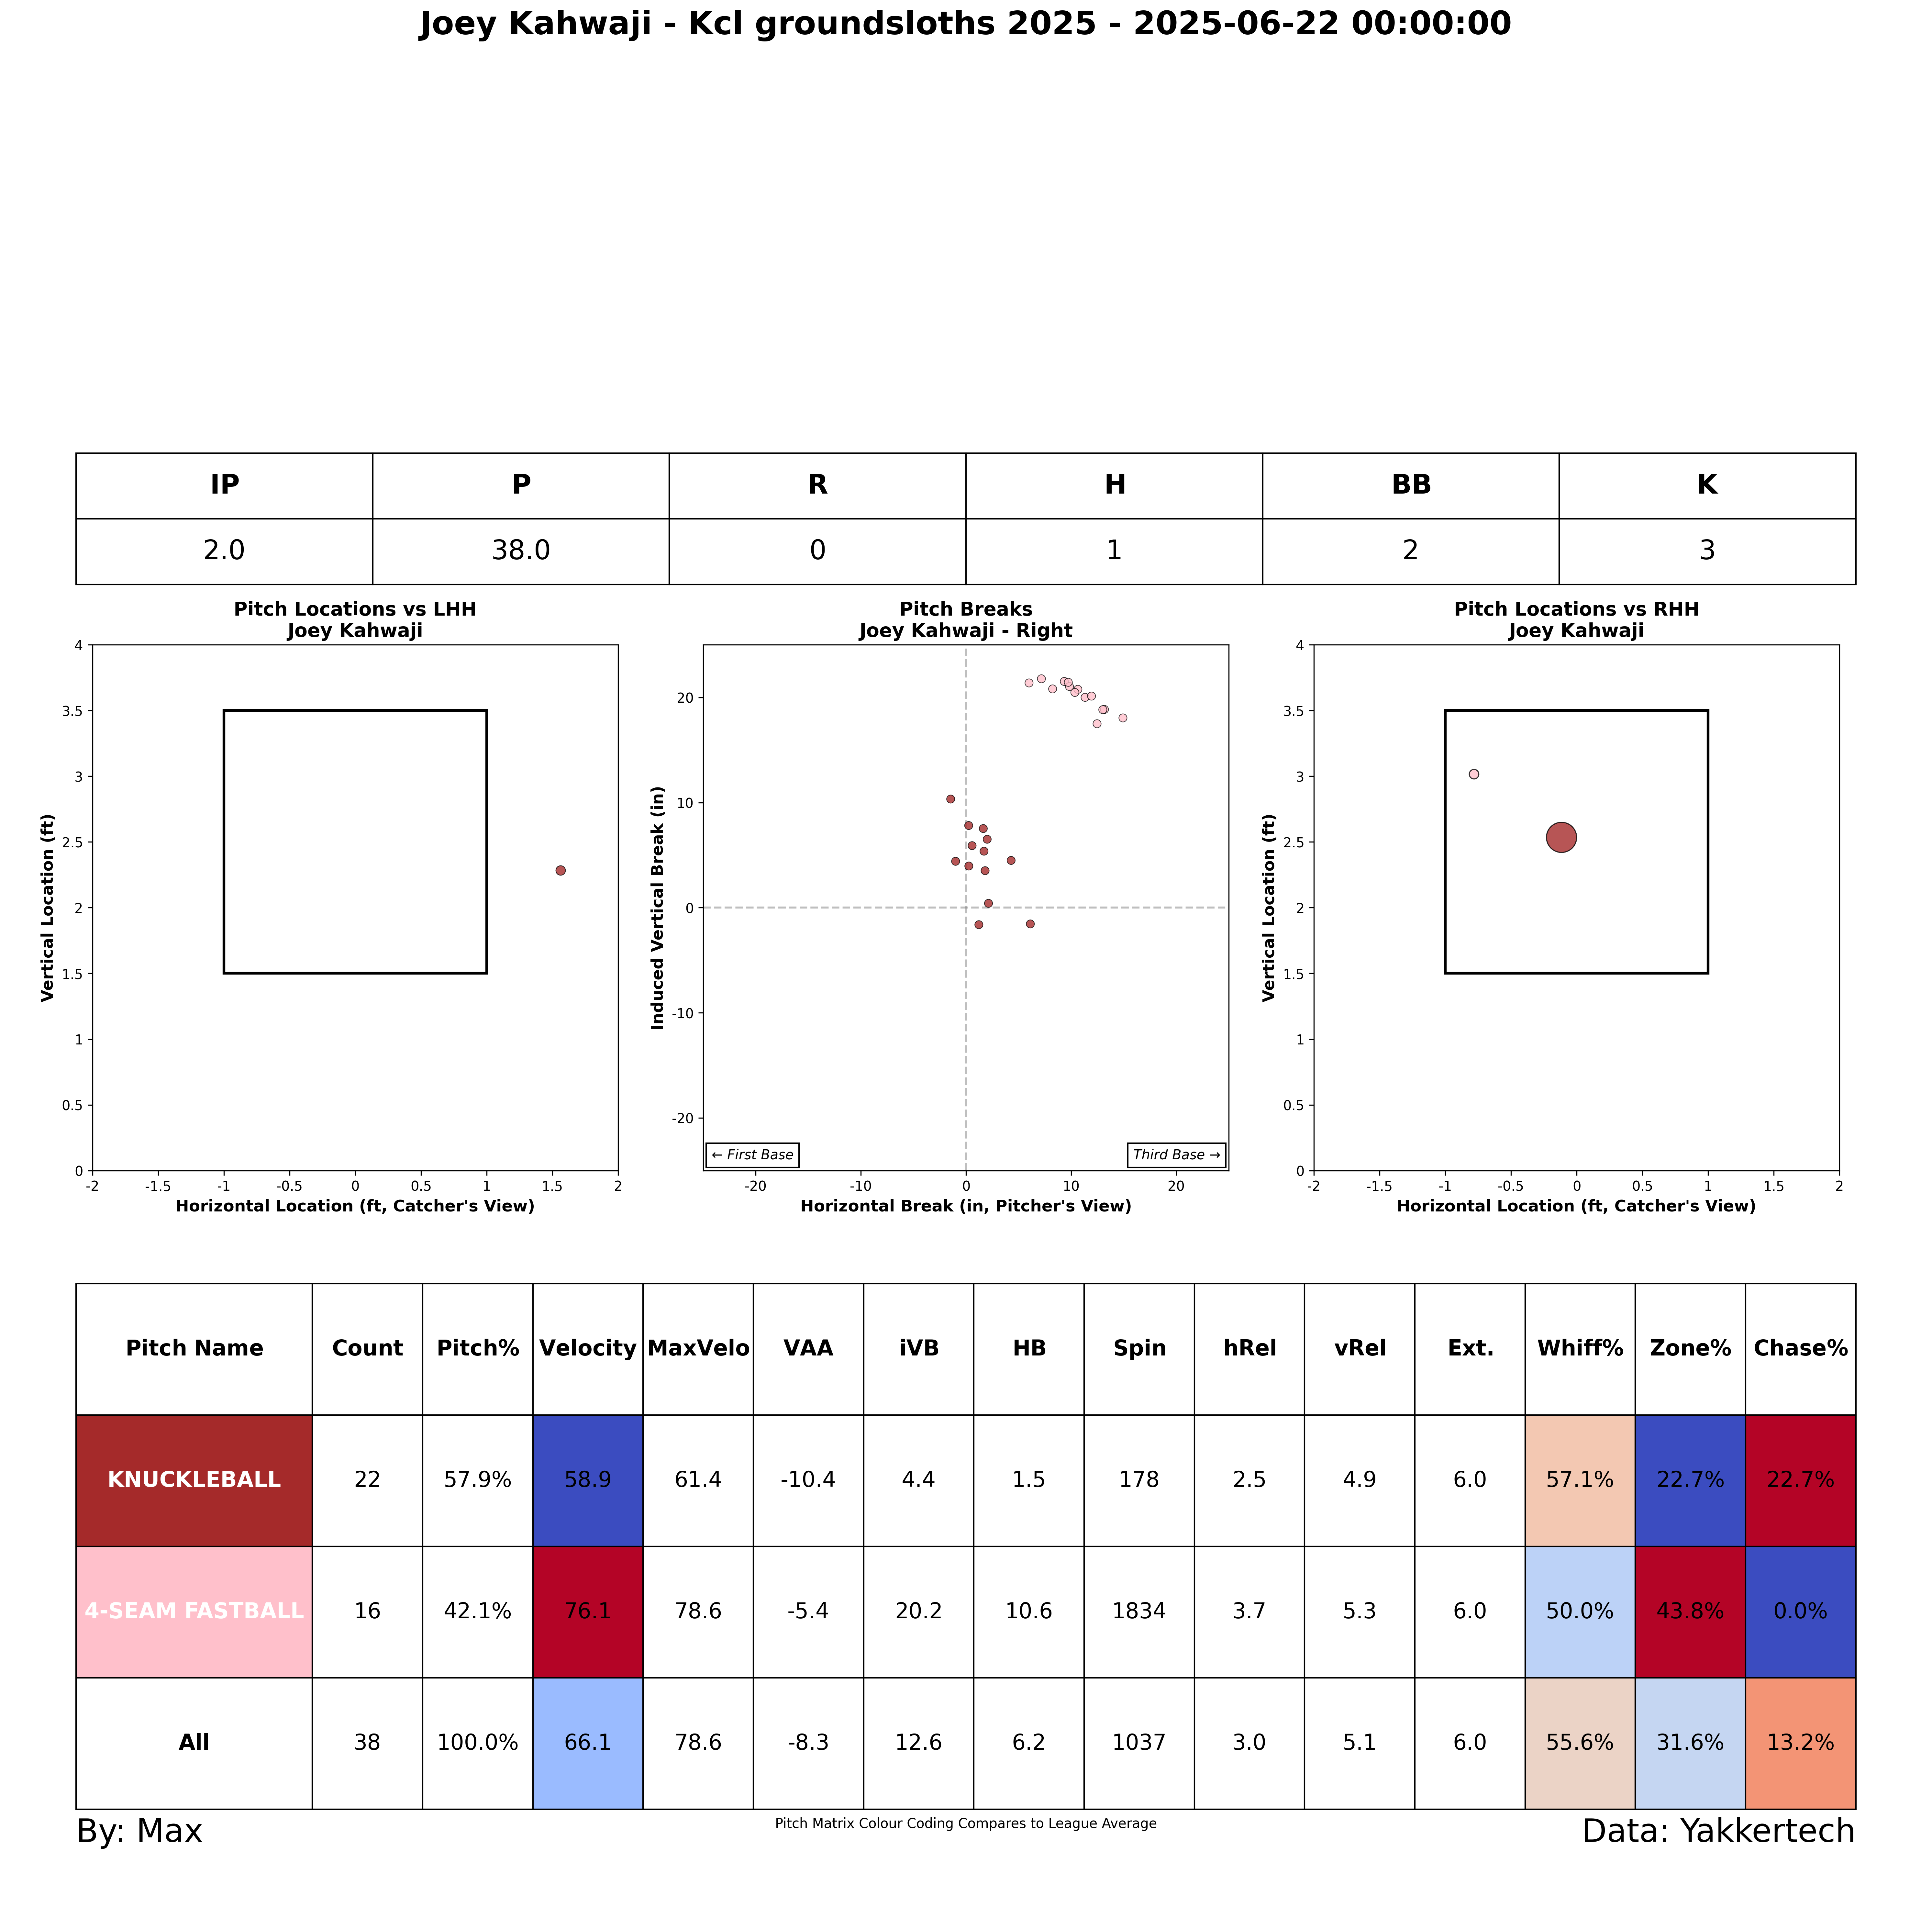 Joey Kahwaji - Kcl groundsloths 2025 - 2025-06-22 00:00:00
IP P R H BB K
2.0 38.0 0 1 2 3
Pitch Locations vs LHH
Joey Kahwaji
4
3.5
3
2.5
2
1.5
1
0.5
0
-2 -1.5 -1 -0.5 0 0.5 1 1.5 2
Vertical Location (ft)
Horizontal Location (ft, Catcher's View)
Pitch Breaks
Joey Kahwaji - Right
20
10
0
-10
-20
← First Base
Third Base →
-20 -10 0 10 20
Induced Vertical Break (in)
Horizontal Break (in, Pitcher's View)
Pitch Locations vs RHH
Joey Kahwaji
4
3.5
3
2.5
2
1.5
1
0.5
0
-2 -1.5 -1 -0.5 0 0.5 1 1.5 2
Vertical Location (ft)
Horizontal Location (ft, Catcher's View)
Pitch Name Count Pitch% Velocity MaxVelo VAA iVB HB Spin hRel vRel Ext. Whiff% Zone% Chase%
KNUCKLEBALL 22 57.9% 58.9 61.4 -10.4 4.4 1.5 178 2.5 4.9 6.0 57.1% 22.7% 22.7%
4-SEAM FASTBALL 16 42.1% 76.1 78.6 -5.4 20.2 10.6 1834 3.7 5.3 6.0 50.0% 43.8% 0.0%
All 38 100.0% 66.1 78.6 -8.3 12.6 6.2 1037 3.0 5.1 6.0 55.6% 31.6% 13.2%
By: Max
Pitch Matrix Colour Coding Compares to League Average
Data: Yakkertech